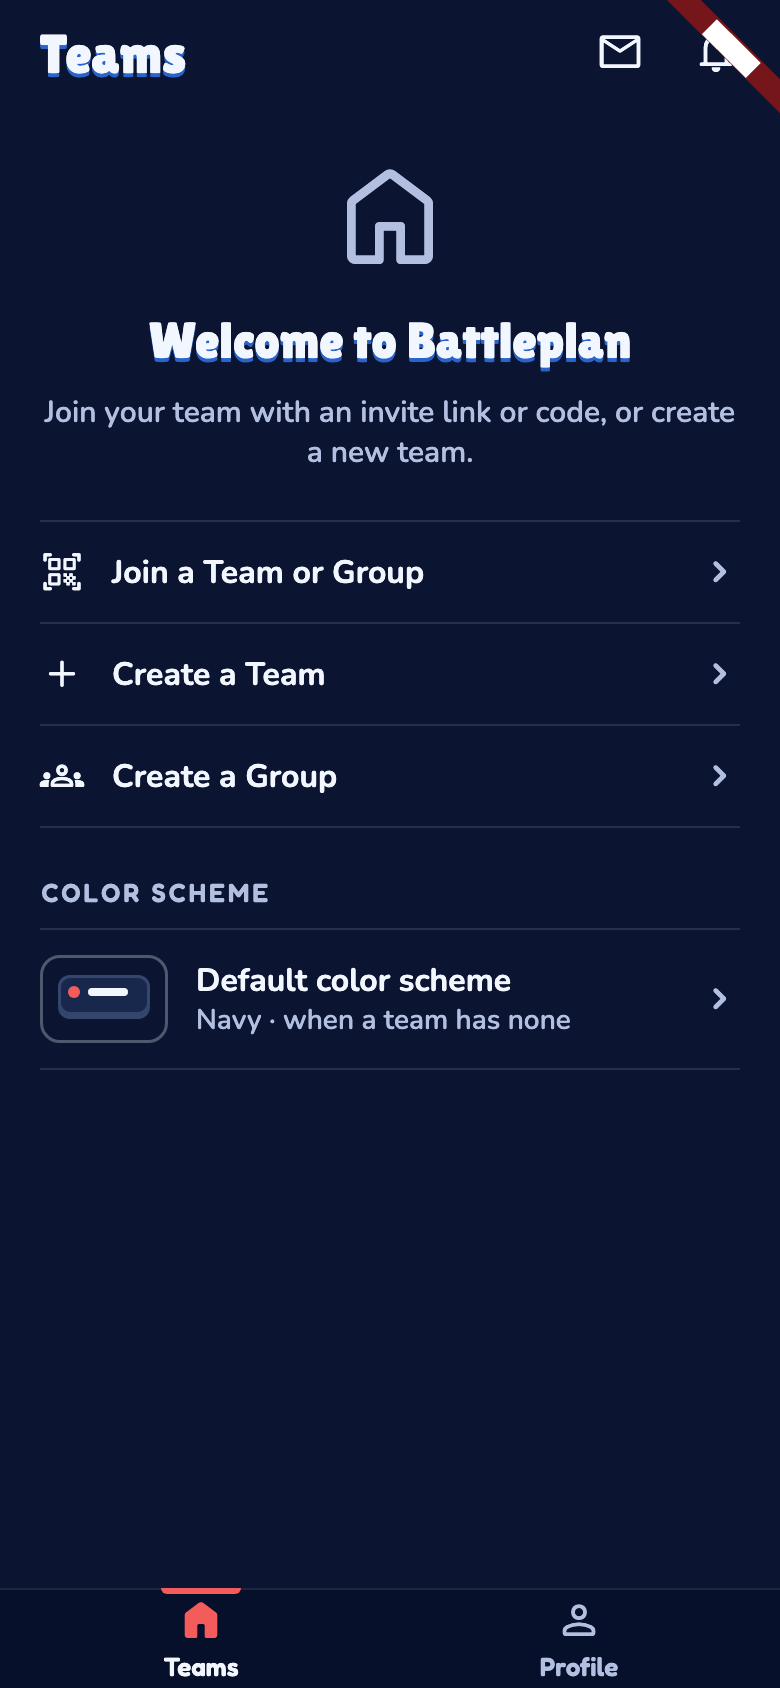 Teams
Welcome to Battleplan
Join your team with an invite link or code, or create
a new team.
Join a Team or Group
Create a Team
Create a Group
COLOR SCHEME
Default color scheme
Navy · when a team has none
Teams
Profile